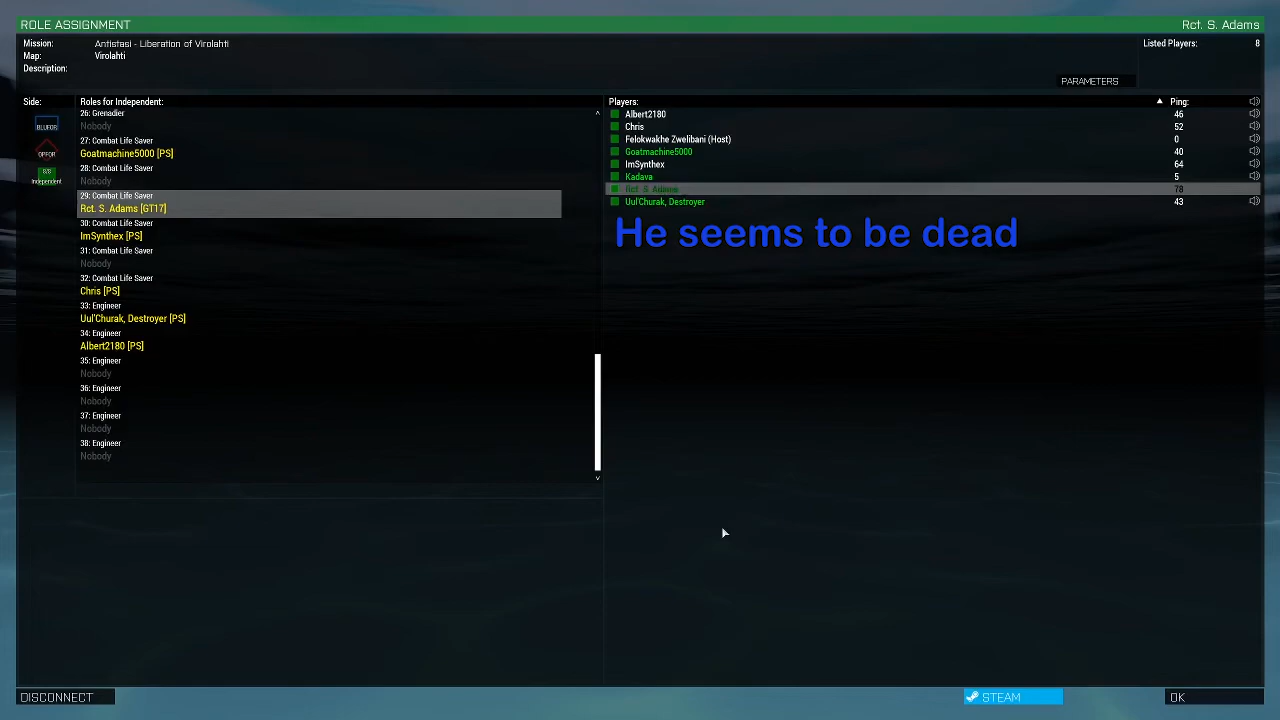 ROLE ASSIGNMENT
Rct. S. Adams
Mission: Antistasi - Liberation of Virolahti
Map: Virolahti
Description:
Listed Players: 8
PARAMETERS
Side:
BLUFOR
OPFOR
8/8
Independent
Roles for Independent:
26: Grenadier
Nobody
27: Combat Life Saver
Goatmachine5000 [PS]
28: Combat Life Saver
Nobody
29: Combat Life Saver
Rct. S. Adams [GT17]
30: Combat Life Saver
ImSynthex [PS]
31: Combat Life Saver
Nobody
32: Combat Life Saver
Chris [PS]
33: Engineer
Uul'Churak, Destroyer [PS]
34: Engineer
Albert2180 [PS]
35: Engineer
Nobody
36: Engineer
Nobody
37: Engineer
Nobody
38: Engineer
Nobody
Players: Ping:
Albert2180 46
Chris 52
Felokwakhe Zwelibani (Host) 0
Goatmachine5000 40
ImSynthex 64
Kadava 5
Rct. S. Adams 78
Uul'Churak, Destroyer 43
He seems to be dead
DISCONNECT
STEAM
OK